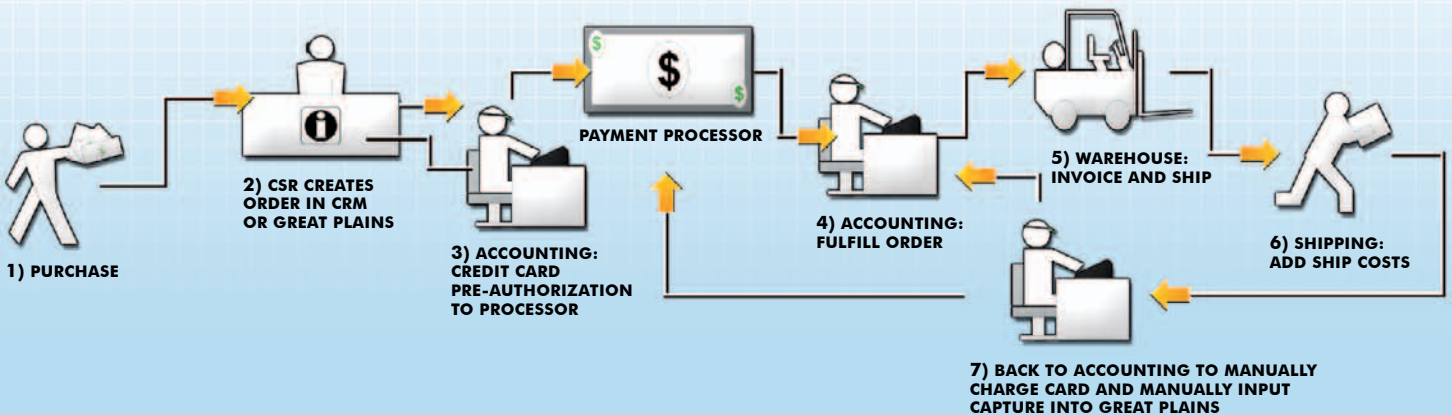 1) PURCHASE
2) CSR CREATES
ORDER IN CRM
OR GREAT PLAINS
3) ACCOUNTING:
CREDIT CARD
PRE-AUTHORIZATION
TO PROCESSOR
$
$
$
PAYMENT PROCESSOR
4) ACCOUNTING:
FULFILL ORDER
5) WAREHOUSE:
INVOICE AND SHIP
6) SHIPPING:
ADD SHIP COSTS
7) BACK TO ACCOUNTING TO MANUALLY
CHARGE CARD AND MANUALLY INPUT
CAPTURE INTO GREAT PLAINS